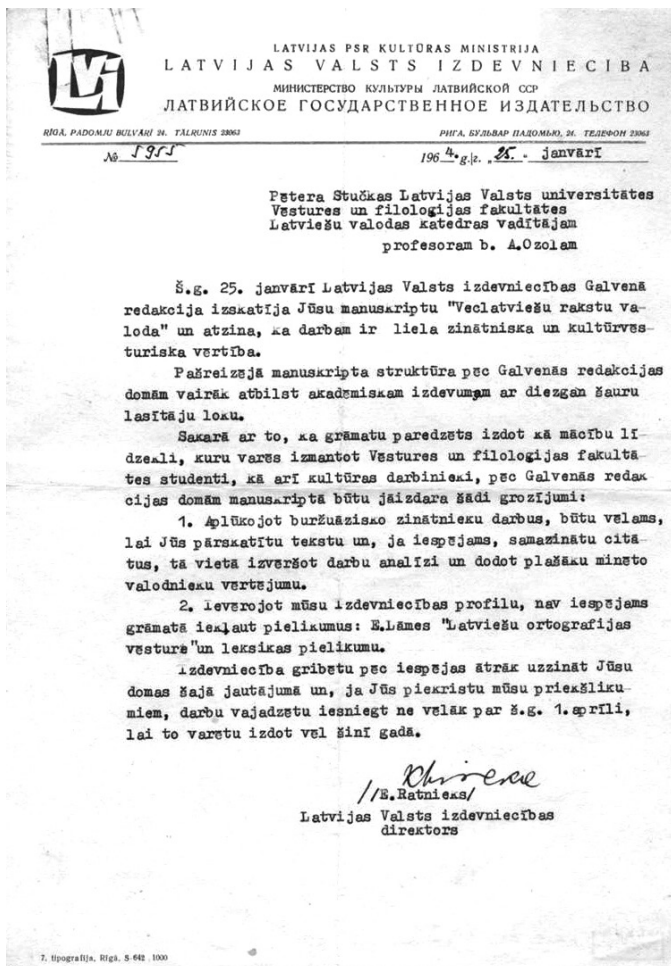 LVI
LATVIJAS PSR KULTŪRAS MINISTRIJA
LATVIJAS VALSTS IZDEVNIECĪBA
МИНИСТЕРСТВО КУЛЬТУРЫ ЛАТВИЙСКОЙ ССР
ЛАТВИЙСКОЕ ГОСУДАРСТВЕННОЕ ИЗДАТЕЛЬСТВО
RĪGĀ, PADOMJU BULVĀRĪ 24. TĀLRUNIS 23063
РИГА, БУЛЬВАР ПАДОМЬЮ, 24. ТЕЛЕФОН 23063
№ 5955
1964. g./г. „25." janvārī
Pētera Stučkas Latvijas Valsts universitātes
Vēstures un filoloģijas fakultātes
Latviešu valodas katedras vadītājam
profesoram b. A.Ozolam
Š.g. 25. janvārī Latvijas Valsts izdevniecības Galvenā
redakcija izskatīja Jūsu manuskriptu "Veclatviešu rakstu va-
loda" un atzina, ka darbam ir liela zinātniska un kultūrvēs-
turiska vērtība.
Pašreizējā manuskripta struktūra pēc Galvenās redakcijas
domām vairāk atbilst akadēmiskam izdevumam ar diezgan šauru
lasītāju loku.
Sakarā ar to, ka grāmatu paredzēts izdot kā mācību lī
dzekli, kuru varēs izmantot Vēstures un filoloģijas fakultā-
tes studenti, kā arī kultūras darbinieki, pēc Galvenās redak
cijas domām manuskriptā būtu jāizdara šādi grozījumi:
1. Aplūkojot buržuāzisko zinātnieku darbus, būtu vēlams,
lai Jūs pārskatītu tekstu un, ja iespējams, samazinātu citā-
tus, tā vietā izvēršot darbu analīzi un dodot plašāku minēto
valodnieku vērtējumu.
2. Ievērojot mūsu izdevniecības profilu, nav iespējams
grāmatā iekļaut pielikumus: E.Lāmes "Latviešu ortogrāfijas
vēsture"un leksikas pielikumu.
Izdevniecība gribētu pēc iespējas ātrāk uzzināt Jūsu
domas šajā jautājumā un, ja Jūs piekristu mūsu priekšliku-
miem, darbu vajadzētu iesniegt ne vēlāk par š.g. 1.aprīli,
lai to varētu izdot vēl šinī gadā.
//E.Ratnieks/
Latvijas Valsts izdevniecības
direktors
7. tipografija, Rīgā, S-642 . 1000